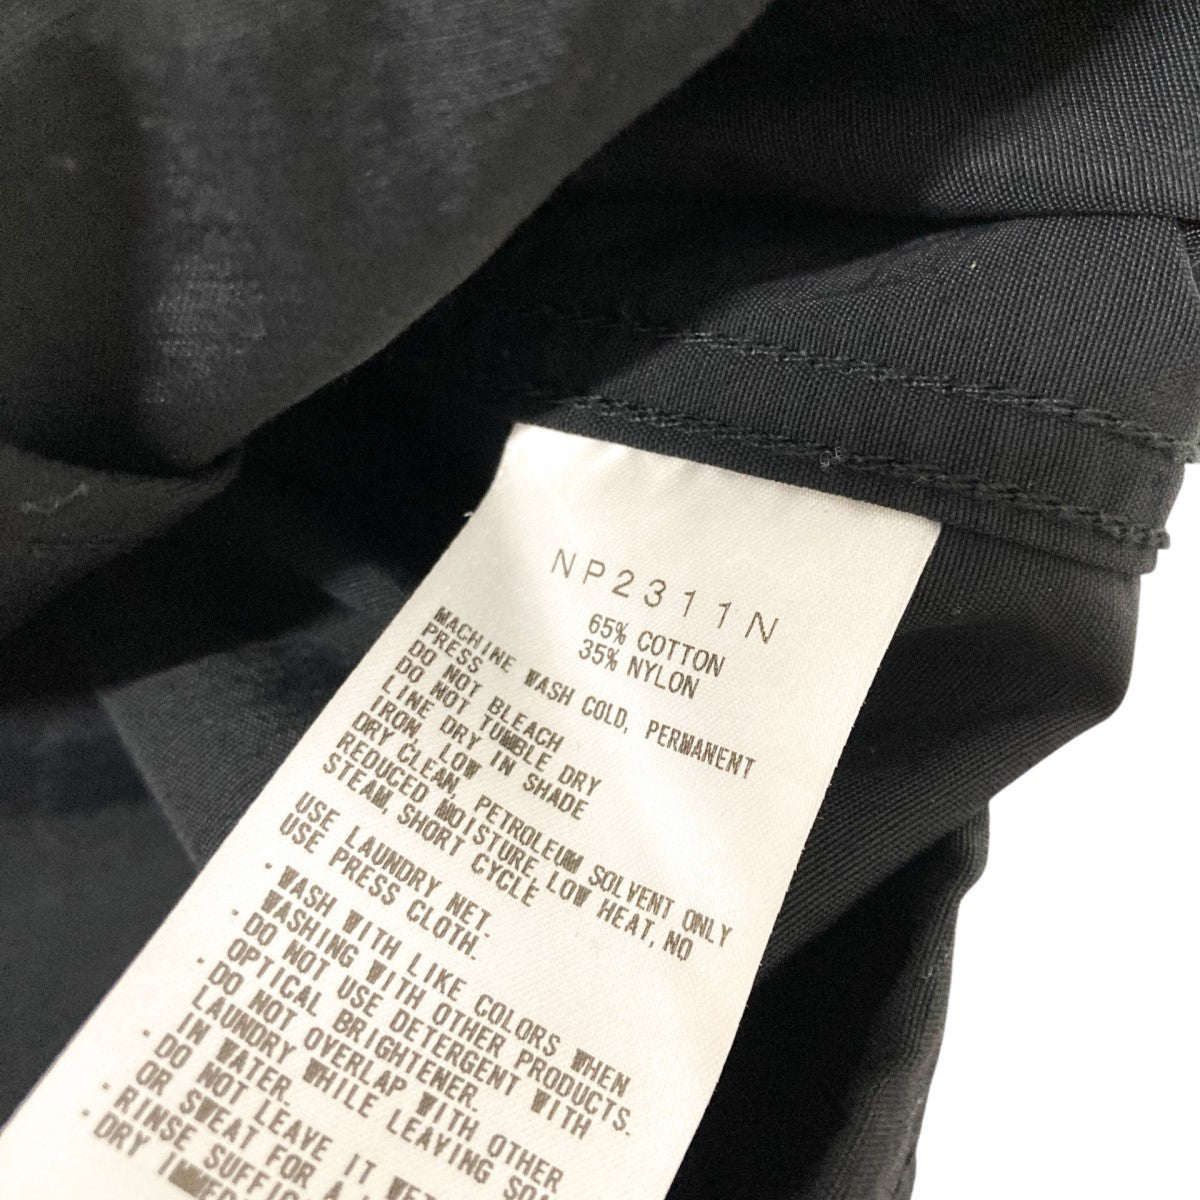 NP2311N
65% COTTON
35% NYLON
MACHINE WASH COLD, PERMANENT
PRESS
DO NOT BLEACH
DO NOT TUMBLE DRY
LINE DRY IN SHADE
IRON, LOW
DRY CLEAN, PETROLEUM SOLVENT ONLY
REDUCED MOISTURE, LOW HEAT, NO
STEAM, SHORT CYCLE
USE LAUNDRY NET.
USE PRESS CLOTH.
·WASH WITH LIKE COLORS WHEN
WASHING WITH OTHER PRODUCTS.
·DO NOT USE DETERGENT WITH
OPTICAL BRIGHTENER.
·DO NOT OVERLAP WITH OTHER
LAUNDRY WHILE LEAVING
IN WATER.
·DO NOT LEAVE IT
OR SWEAT FOR A
·RINSE
DRY